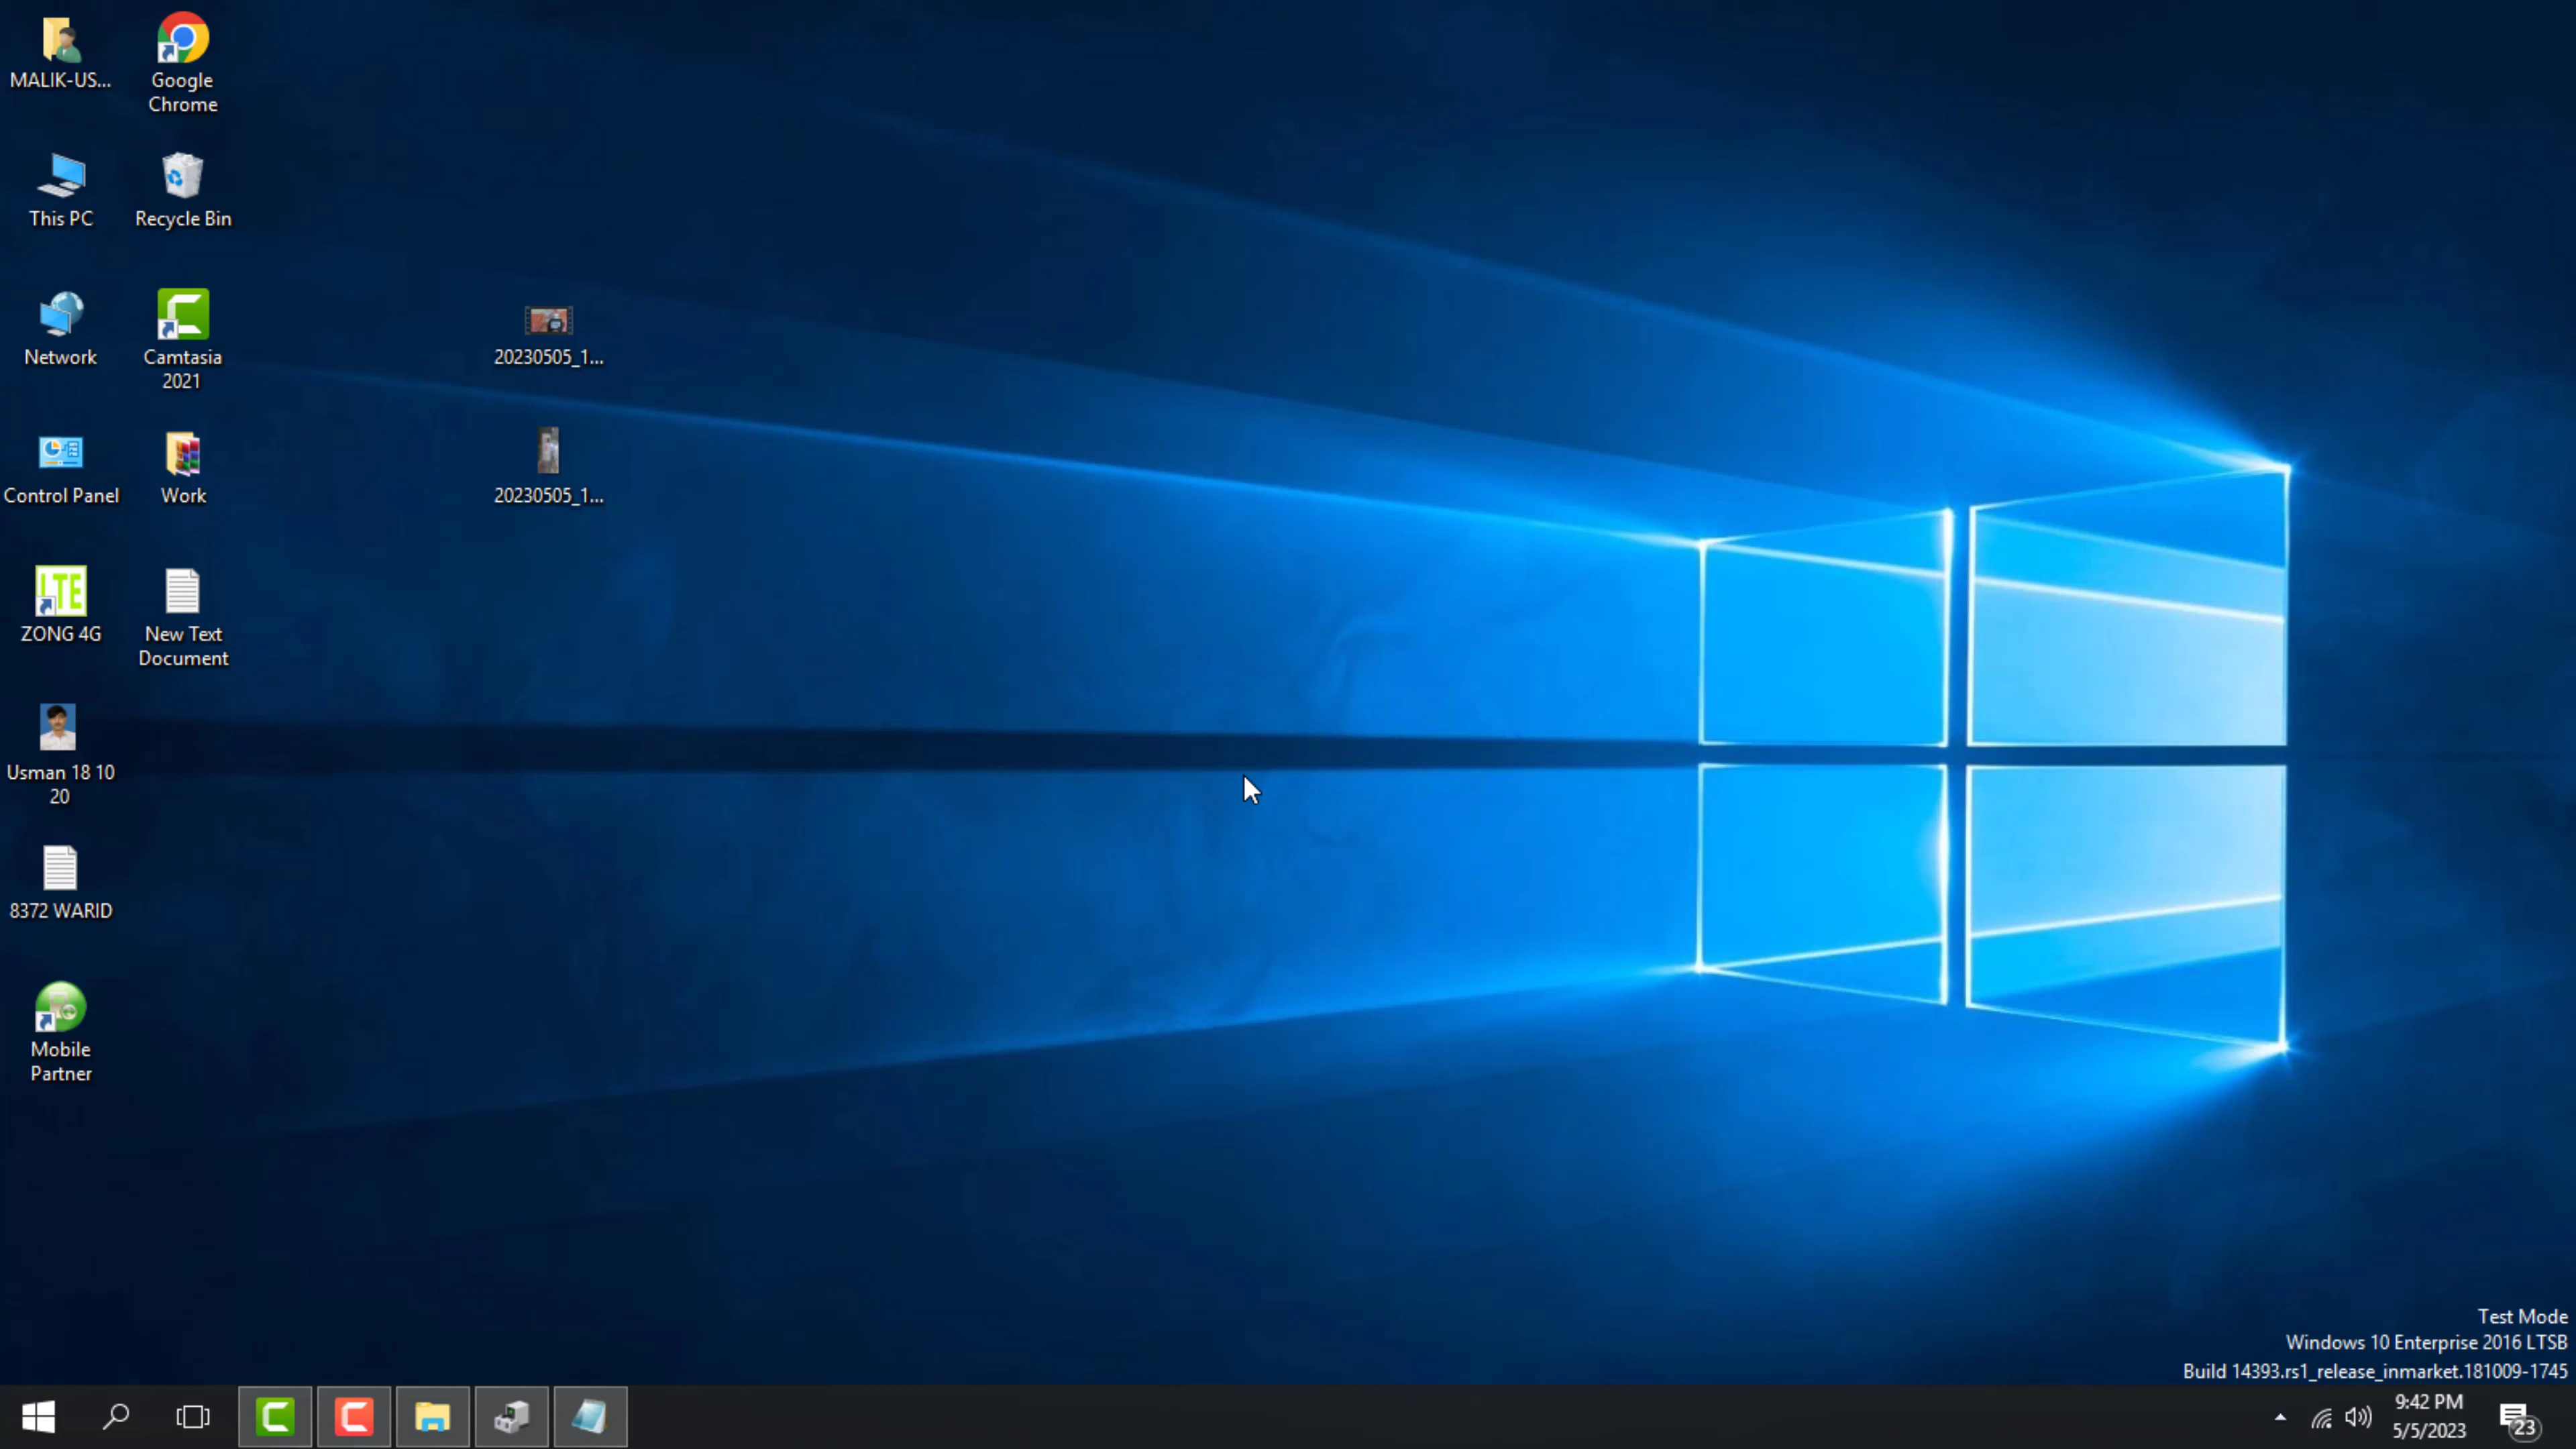 MALIK-US...
Google
Chrome
This PC
Recycle Bin
Network
Camtasia
2021
20230505_1...
Control Panel
Work
20230505_1...
LTE
ZONG 4G
New Text
Document
Usman 18 10
20
8372 WARID
Mobile
Partner
Test Mode
Windows 10 Enterprise 2016 LTSB
Build 14393.rs1_release_inmarket.181009-1745
9:42 PM
5/5/2023
23